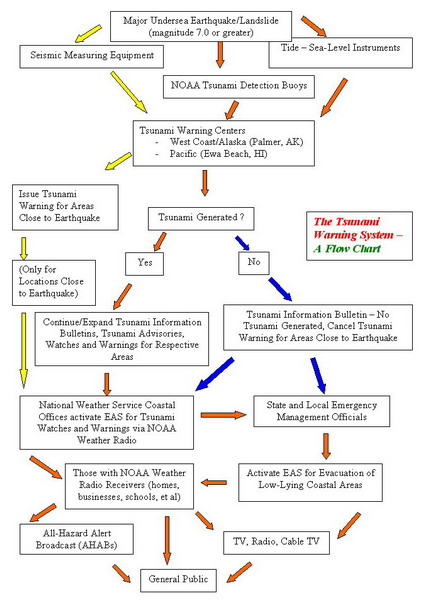 Major Undersea Earthquake/Landslide
(magnitude 7.0 or greater)
Seismic Measuring Equipment
Tide – Sea-Level Instruments
NOAA Tsunami Detection Buoys
Tsunami Warning Centers
- West Coast/Alaska (Palmer, AK)
- Pacific (Ewa Beach, HI)
Issue Tsunami
Warning for Areas
Close to Earthquake
Tsunami Generated ?
The Tsunami
Warning System –
A Flow Chart
Yes
No
(Only for
Locations Close
to Earthquake)
Continue/Expand Tsunami Information
Bulletins, Tsunami Advisories,
Watches and Warnings for Respective
Areas
Tsunami Information Bulletin – No
Tsunami Generated, Cancel Tsunami
Warning for Areas Close to Earthquake
National Weather Service Coastal
Offices activate EAS for Tsunami
Watches and Warnings via NOAA
Weather Radio
State and Local Emergency
Management Officials
Those with NOAA Weather
Radio Receivers (homes,
businesses, schools, et al)
Activate EAS for Evacuation of
Low-Lying Coastal Areas
All-Hazard Alert
Broadcast (AHABs)
TV, Radio, Cable TV
General Public